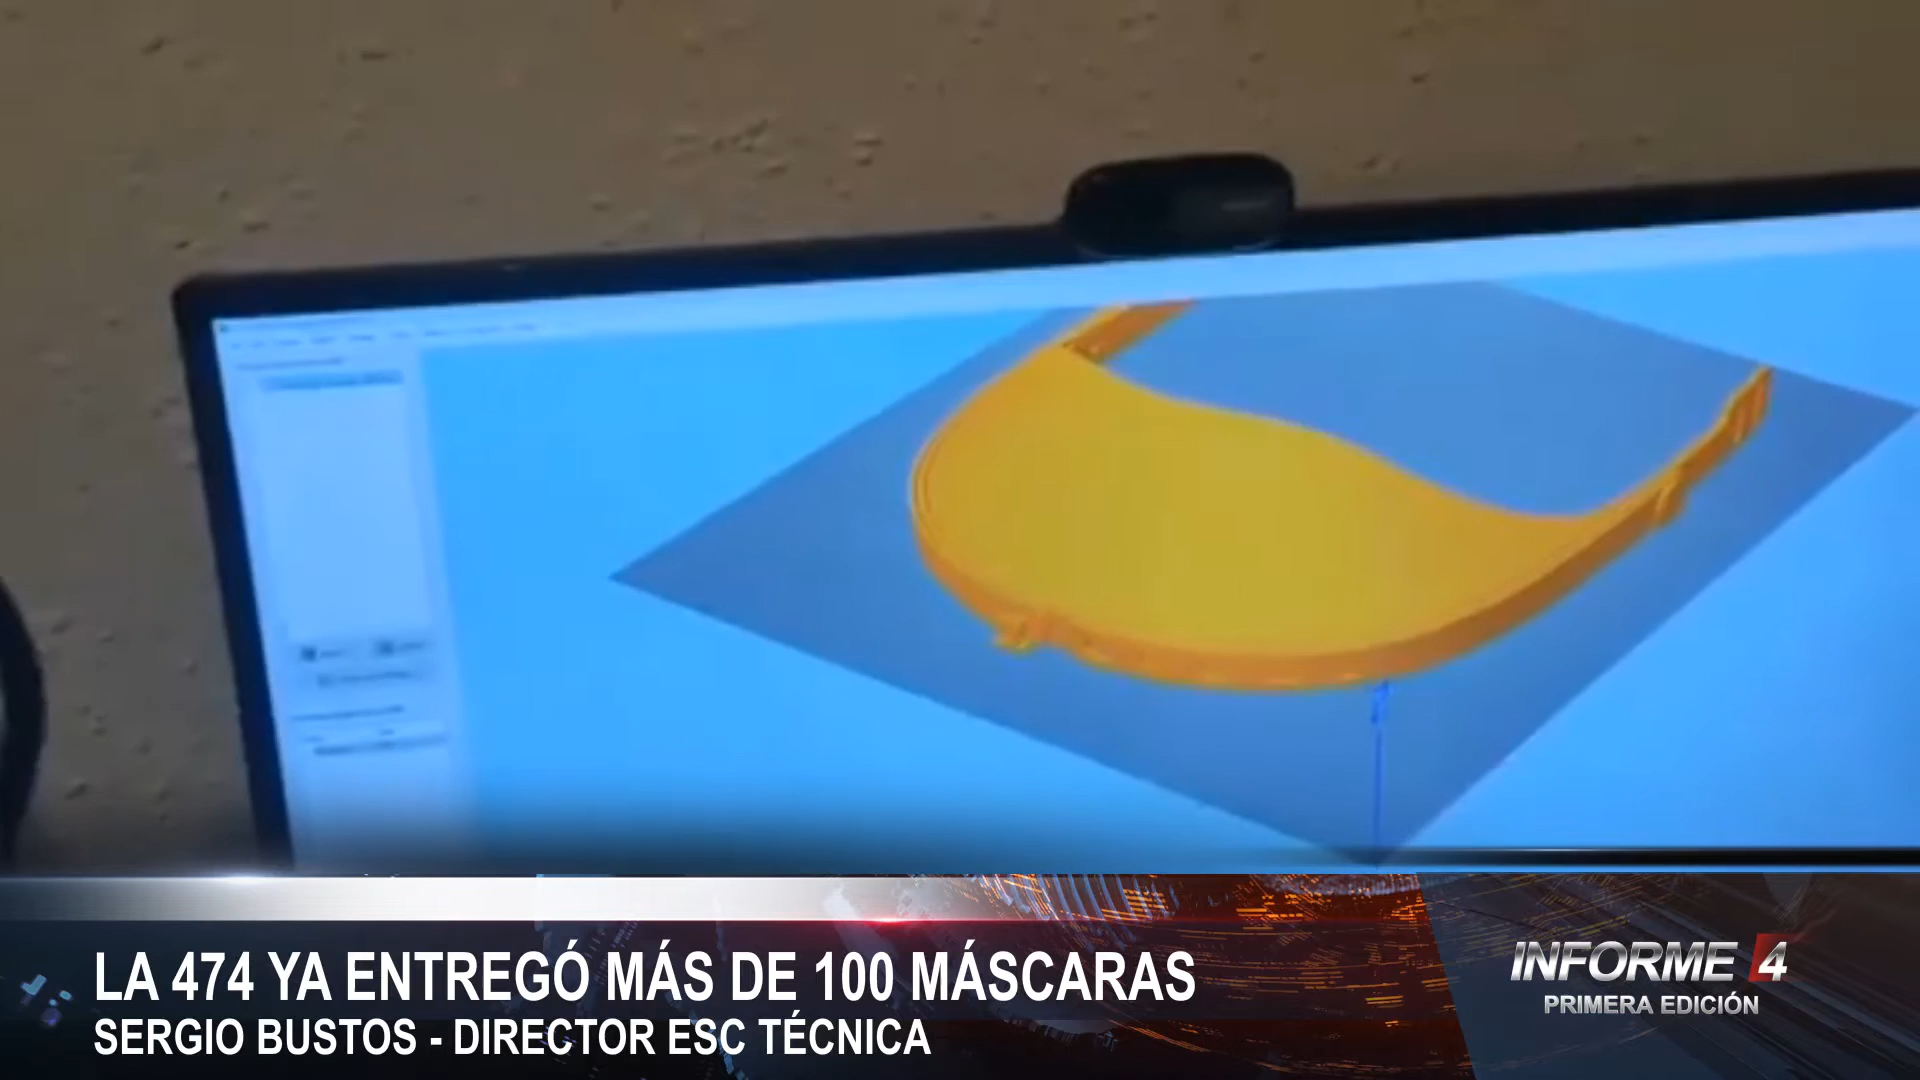 LA 474 YA ENTREGÓ MÁS DE 100 MÁSCARAS
SERGIO BUSTOS - DIRECTOR ESC TÉCNICA
INFORME 4
PRIMERA EDICIÓN